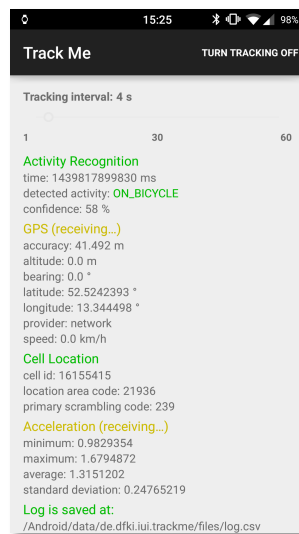 15:25
98%
Track Me
TURN TRACKING OFF
Tracking interval: 4 s
1 30 60
Activity Recognition
time: 1439817899830 ms
detected activity: ON_BICYCLE
confidence: 58 %
GPS (receiving...)
accuracy: 41.492 m
altitude: 0.0 m
bearing: 0.0 °
latitude: 52.5242393 °
longitude: 13.344498 °
provider: network
speed: 0.0 km/h
Cell Location
cell id: 16155415
location area code: 21936
primary scrambling code: 239
Acceleration (receiving...)
minimum: 0.9829354
maximum: 1.6794872
average: 1.3151202
standard deviation: 0.24765219
Log is saved at:
/Android/data/de.dfki.iui.trackme/files/log.csv